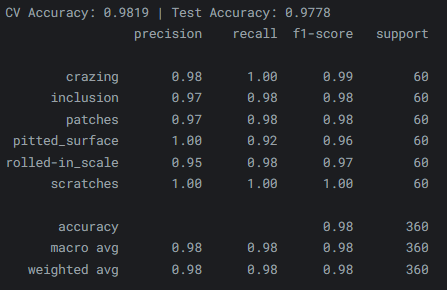 CV Accuracy: 0.9819 | Test Accuracy: 0.9778
precision recall f1-score support
crazing 0.98 1.00 0.99 60
inclusion 0.97 0.98 0.98 60
patches 0.97 0.98 0.98 60
pitted_surface 1.00 0.92 0.96 60
rolled-in_scale 0.95 0.98 0.97 60
scratches 1.00 1.00 1.00 60
accuracy 0.98 360
macro avg 0.98 0.98 0.98 360
weighted avg 0.98 0.98 0.98 360